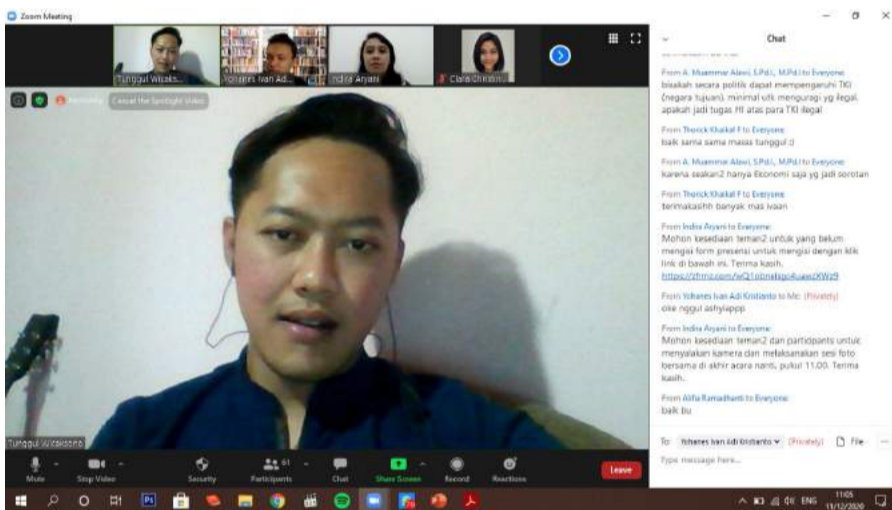 Zoom Meeting
Chat
Tunggul Wicaks...
Yohanes Ivan Ad...
Indira Aryani
Clara Christin...
Cancel the Spotlight Video
From A. Muammar Alawi, S.Pd.I., M.Pd.I to Everyone:
bisakah secara politik dapat mempengaruhi TKI
(negara tujuan), minimal utk menguragi yg ilegal,
apakah jadi tugas HI atas para TKI ilegal
From Thorick Khaikal F to Everyone:
baik sama sama masss tunggul :)
From A. Muammar Alawi, S.Pd.I., M.Pd.I to Everyone:
karena seakan2 hanya Ekonomi saja yg jadi sorotan
From Thorick Khaikal F to Everyone:
terimakasihh banyak mas ivaan
From Indira Aryani to Everyone:
Mohon kesediaan teman2 untuk yang belum
mengisi form presensi untuk mengisi dengan klik
link di bawah ini. Terima kasih.
From Yohanes Ivan Adi Kristianto to Me: (Privately)
oke nggul ashyiappp
From Indira Aryani to Everyone:
Mohon kesediaan teman2 dan participants untuk
menyalakan kamera dan melaksanakan sesi foto
bersama di akhir acara nanti, pukul 11.00. Terima
kasih.
From Alifia Ramadhanti to Everyone:
baik bu
Tunggul Wicaksono
To: Yohanes Ivan Adi Kristianto (Privately) File
Type message here...
Mute
Stop Video
Security
Participants
61
Chat
Share Screen
Record
Reactions
Leave
ENG
11:05
11/12/2020